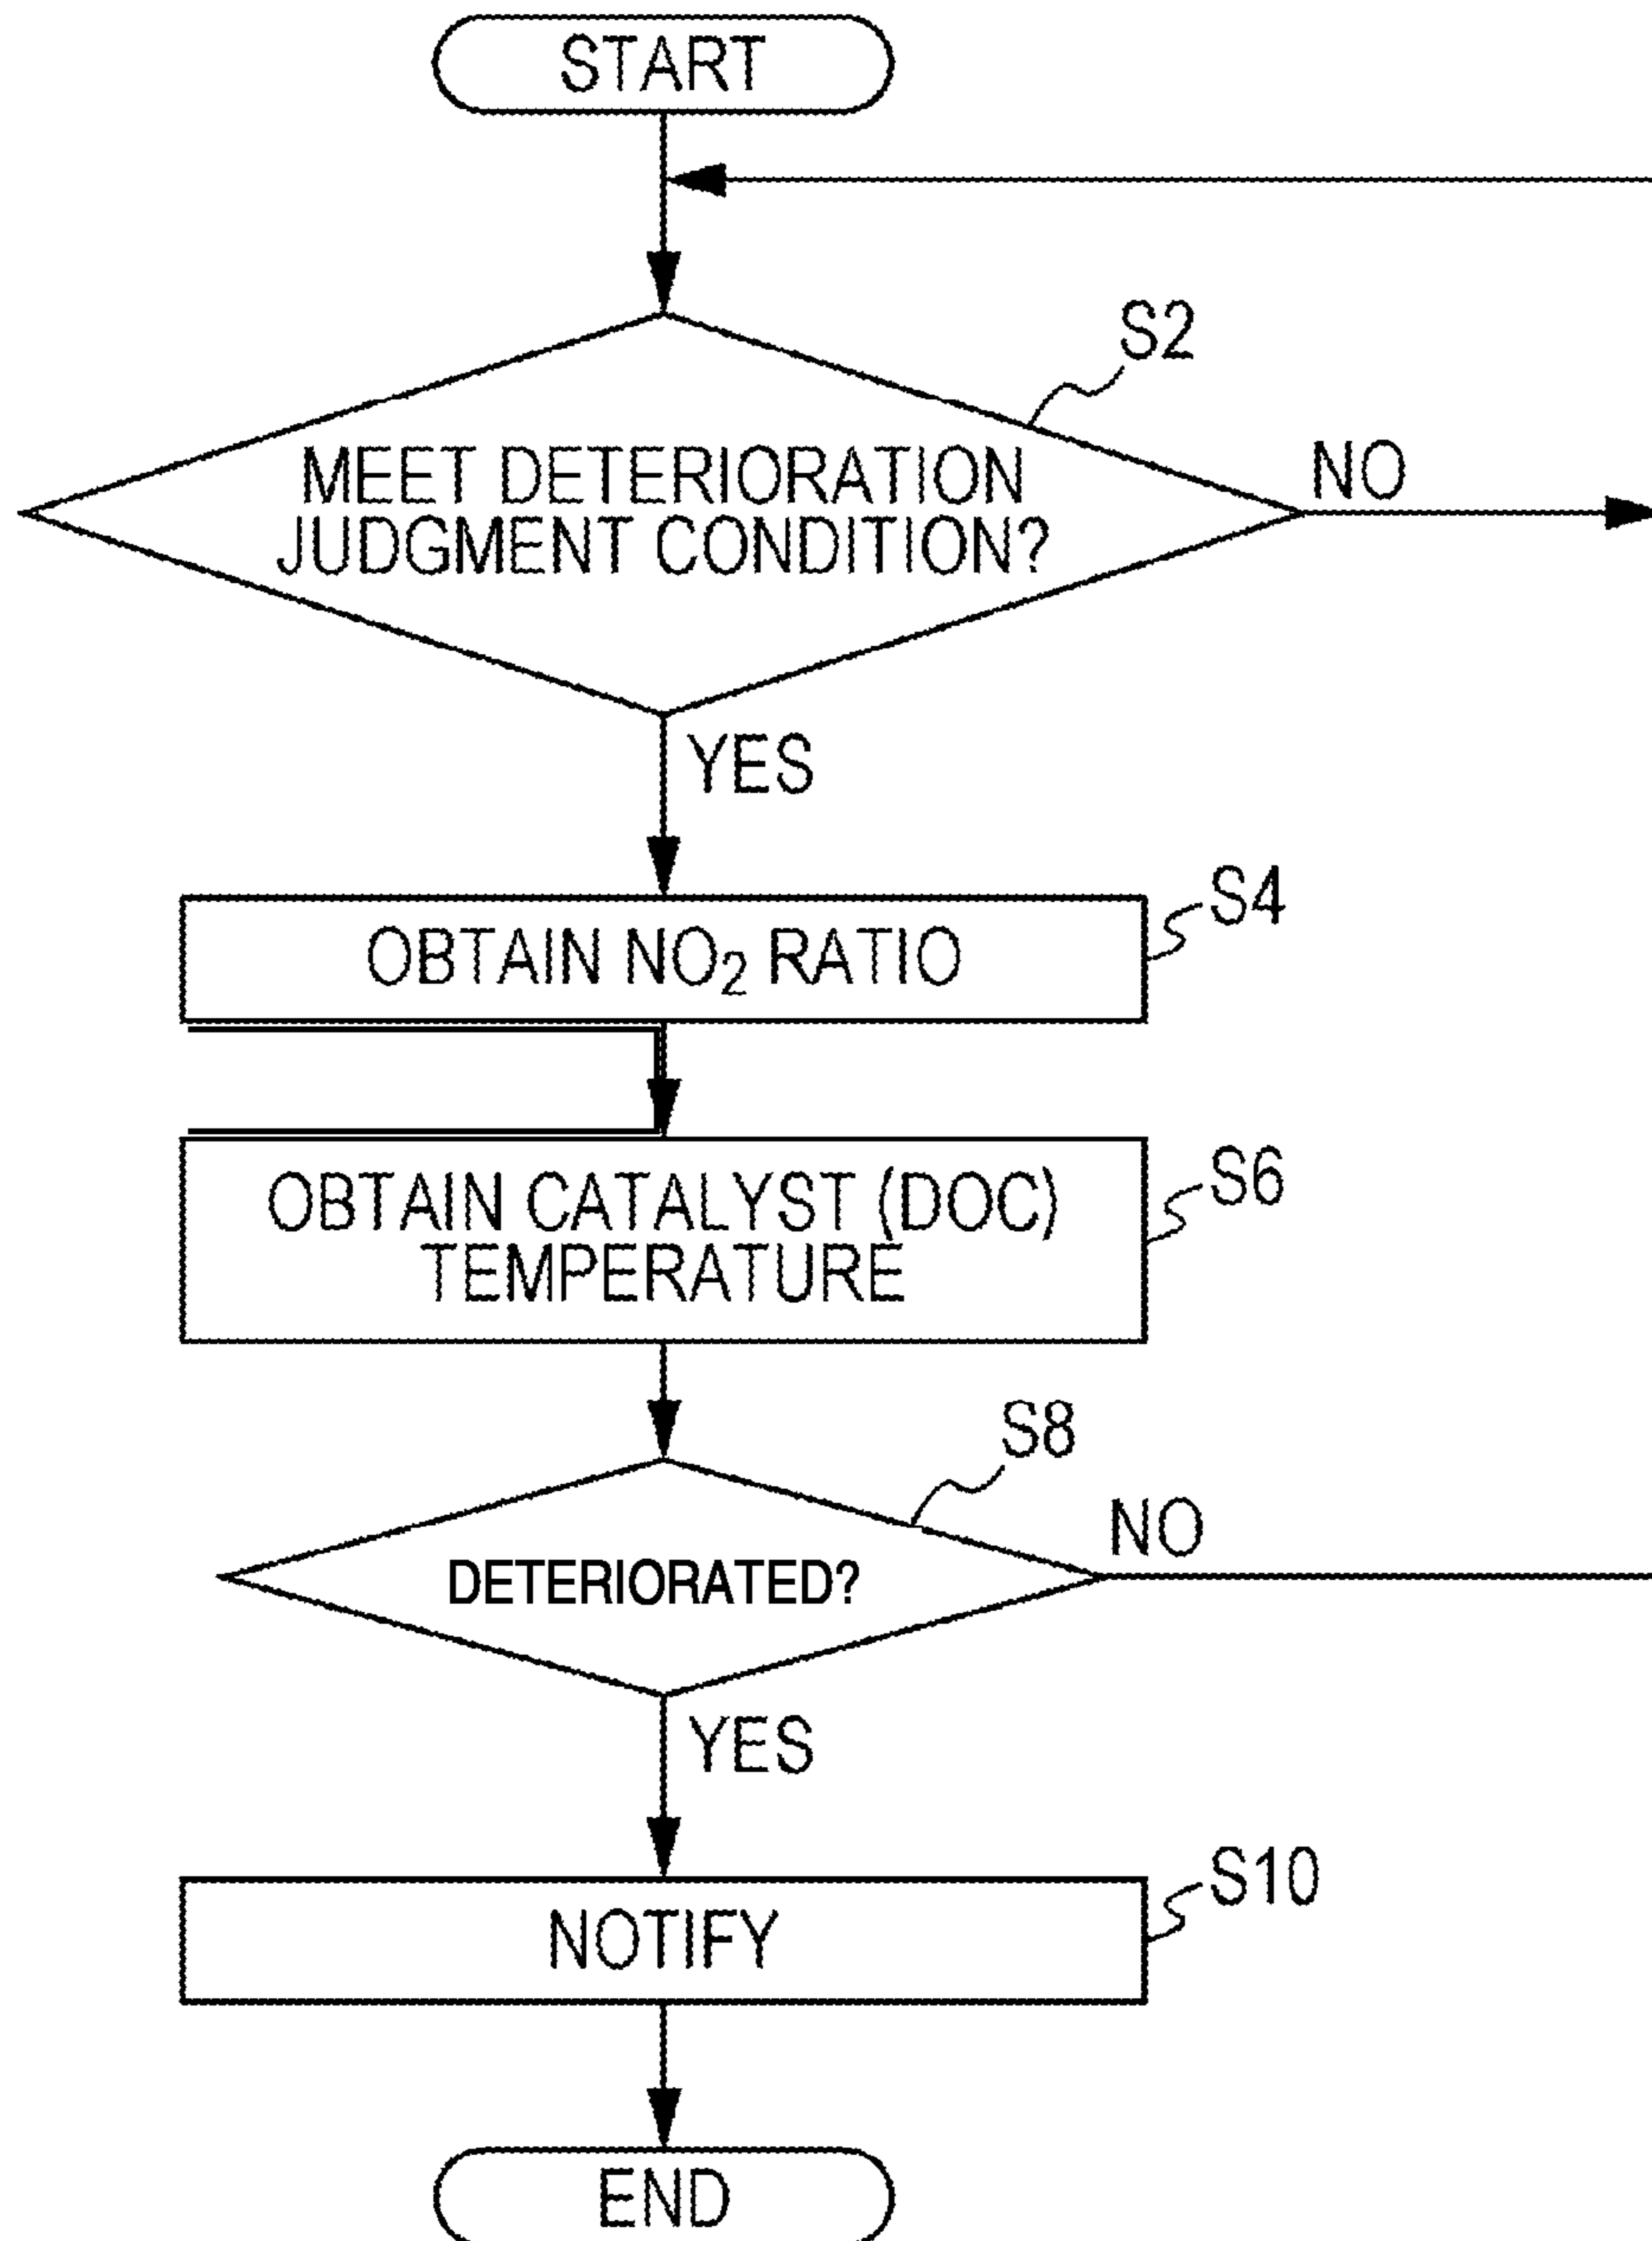 START
S2
MEET DETERIORATION
JUDGMENT CONDITION?
NO
YES
OBTAIN NO₂ RATIO
S4
OBTAIN CATALYST (DOC)
TEMPERATURE
S6
S8
DETERIORATED?
NO
YES
NOTIFY
S10
END